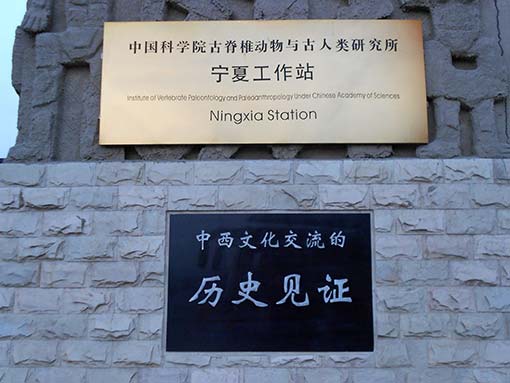 中国科学院古脊椎动物与古人类研究所
宁夏工作站
Institute of Vertebrate Paleontology and Paleoanthropology Under Chinese Academy of Sciences
Ningxia Station
中西文化交流的
历史见证